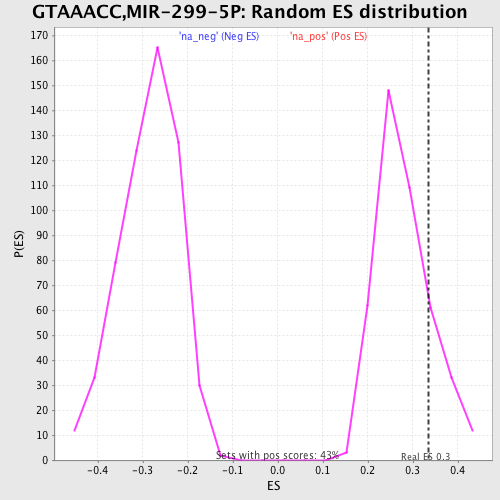 GTAAACC,MIR-299-5P: Random ES distribution
'na_neg' (Neg ES) 'na_pos' (Pos ES)
P(ES)
170
160
150
140
130
120
110
100
90
80
70
60
50
40
30
20
10
0
Sets with pos scores: 43%
Real ES 0.3
-0.4 -0.3 -0.2 -0.1 0.0 0.1 0.2 0.3 0.4
ES